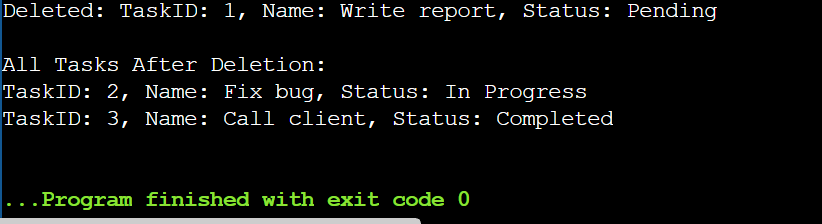 Deleted: TaskID: 1, Name: Write report, Status: Pending
All Tasks After Deletion:
TaskID: 2, Name: Fix bug, Status: In Progress
TaskID: 3, Name: Call client, Status: Completed
...Program finished with exit code 0